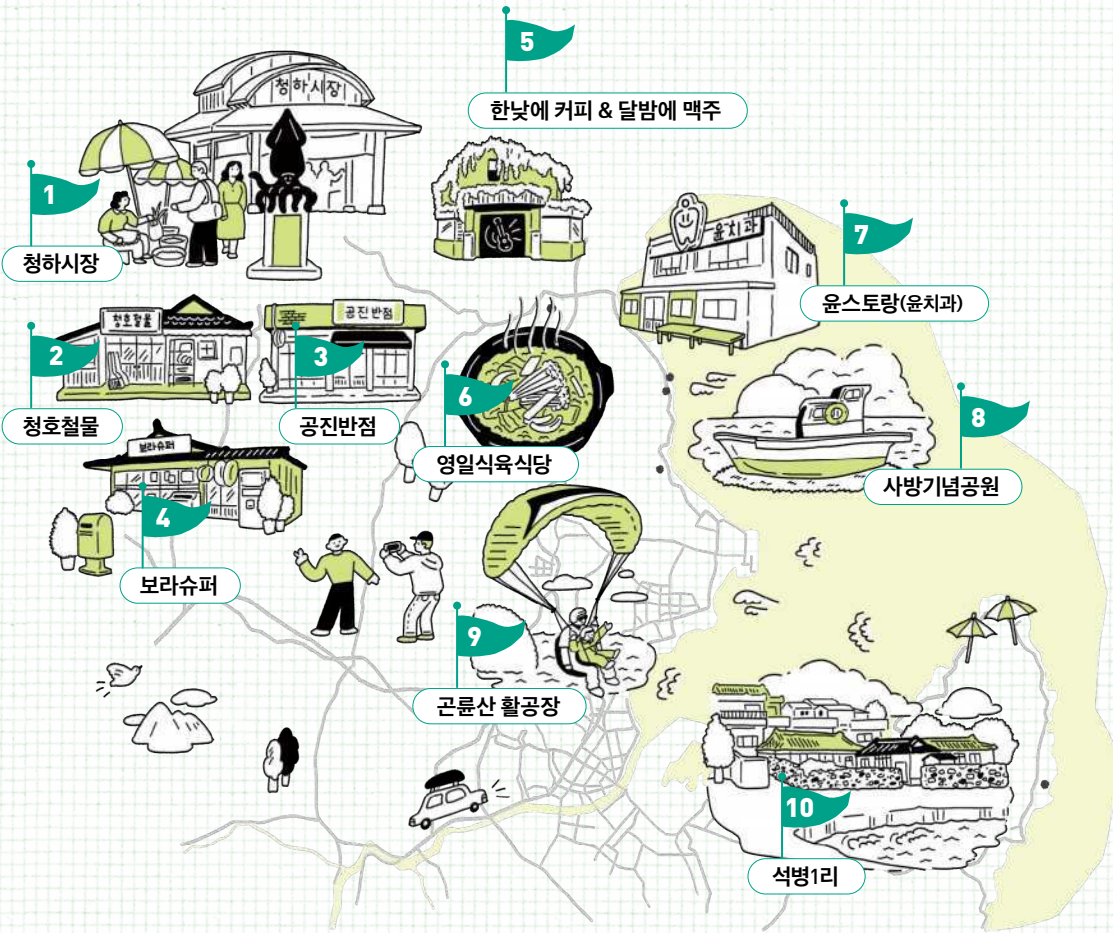 청하시장
1
청하시장
2
청호철물
청호철물
3
공진반점
공진반점
4
보라슈퍼
보라슈퍼
5
한낮에 커피 & 달밤에 맥주
6
영일식육식당
7
윤치과
윤스토랑(윤치과)
8
사방기념공원
9
곤륜산 활공장
10
석병1리